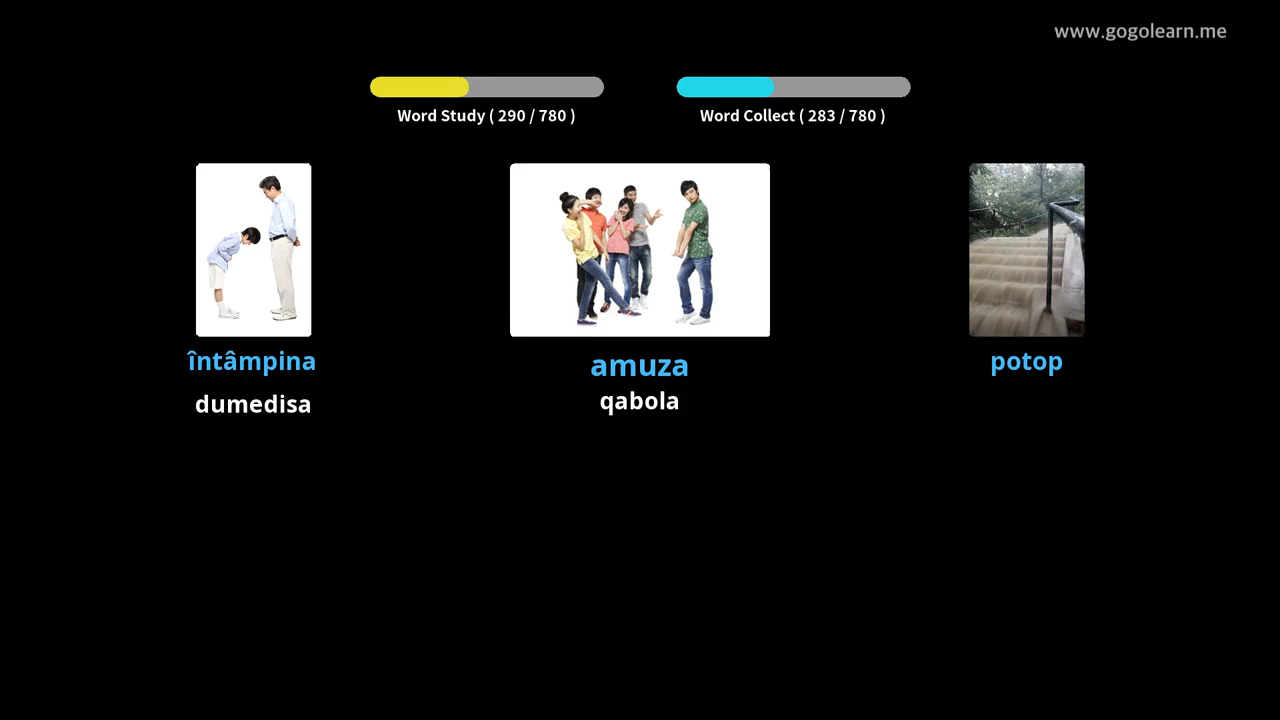 www.gogolearn.me
Word Study ( 290 / 780 )
Word Collect ( 283 / 780 )
întâmpina
dumedisa
amuza
qabola
potop